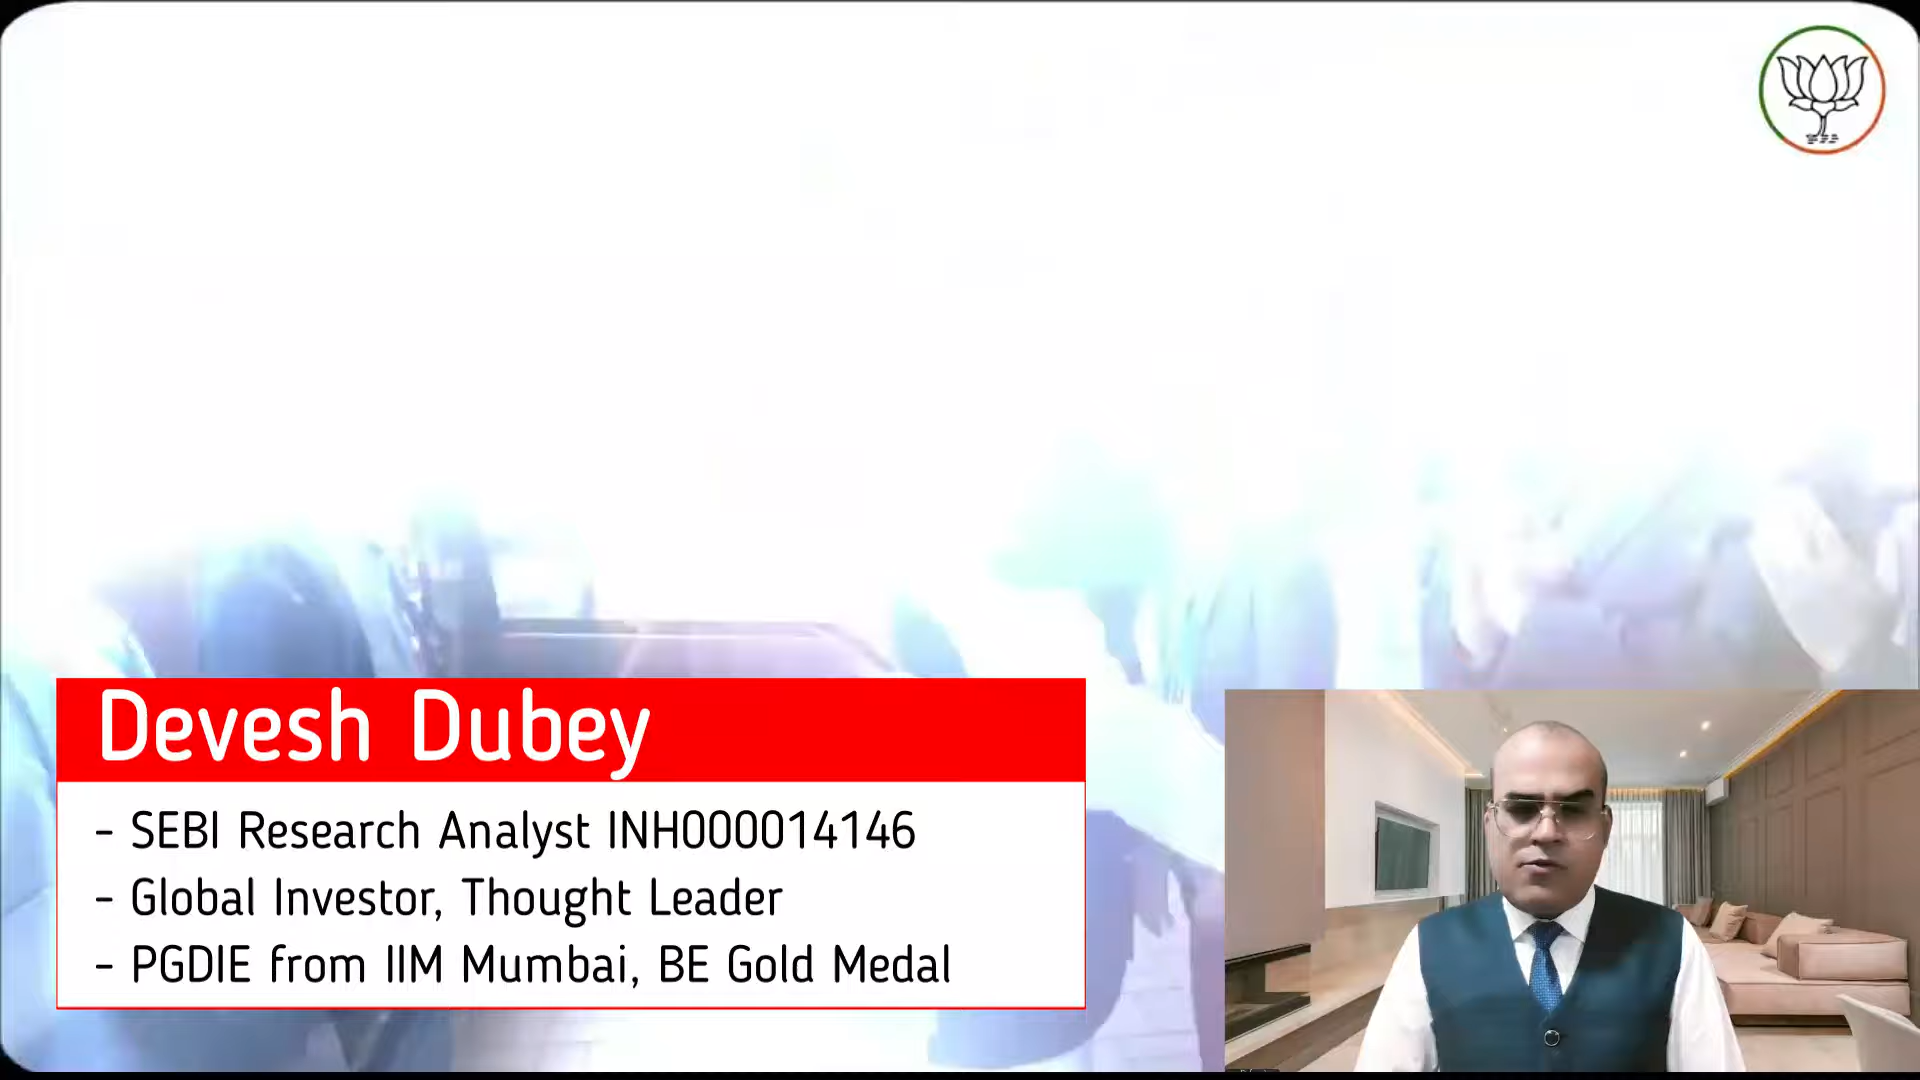 Devesh Dubey
- SEBI Research Analyst INH000014146
- Global Investor, Thought Leader
- PGDIE from IIM Mumbai, BE Gold Medal